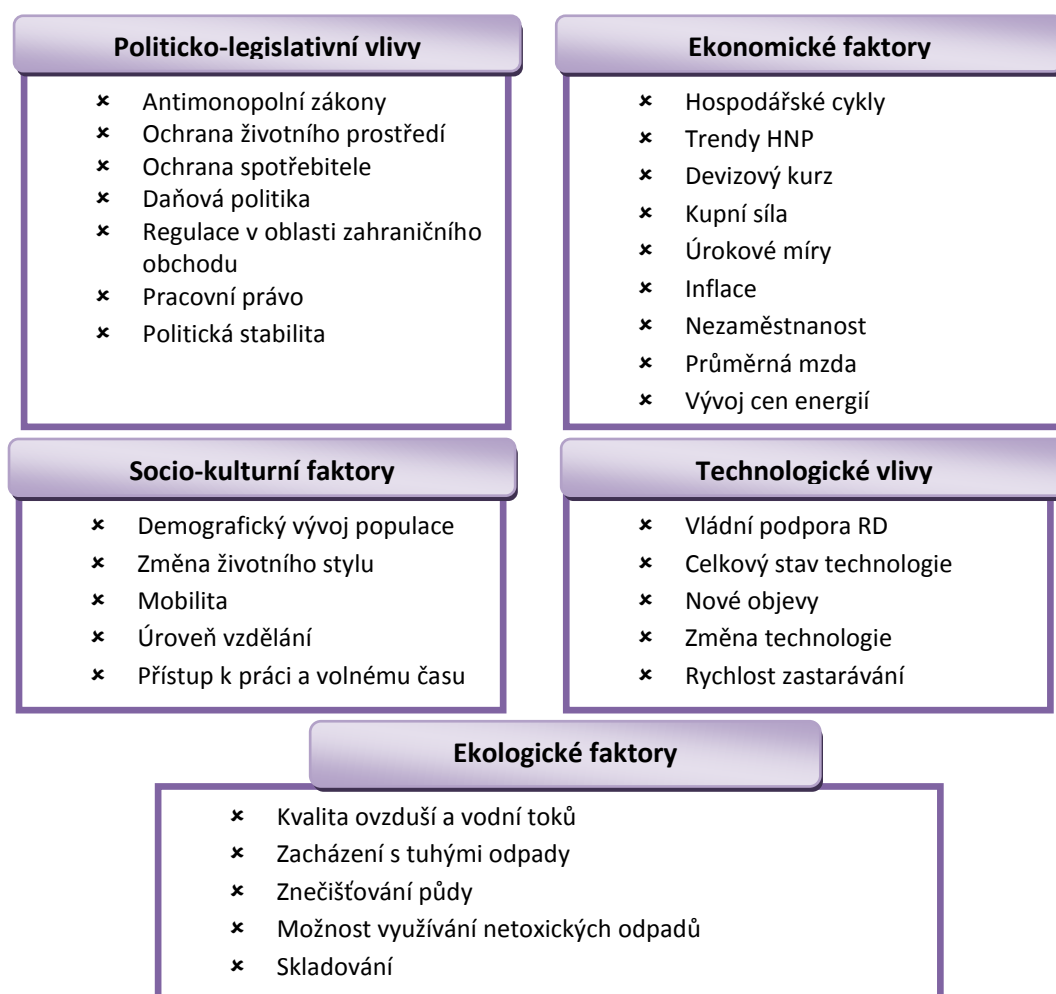 Politicko-legislativní vlivy
× Antimonopolní zákony
× Ochrana životního prostředí
× Ochrana spotřebitele
× Daňová politika
× Regulace v oblasti zahraničního
obchodu
× Pracovní právo
× Politická stabilita
Ekonomické faktory
× Hospodářské cykly
× Trendy HNP
× Devizový kurz
× Kupní síla
× Úrokové míry
× Inflace
× Nezaměstnanost
× Průměrná mzda
× Vývoj cen energií
Socio-kulturní faktory
× Demografický vývoj populace
× Změna životního stylu
× Mobilita
× Úroveň vzdělání
× Přístup k práci a volnému času
Technologické vlivy
× Vládní podpora RD
× Celkový stav technologie
× Nové objevy
× Změna technologie
× Rychlost zastarávání
Ekologické faktory
× Kvalita ovzduší a vodní toků
× Zacházení s tuhými odpady
× Znečišťování půdy
× Možnost využívání netoxických odpadů
× Skladování